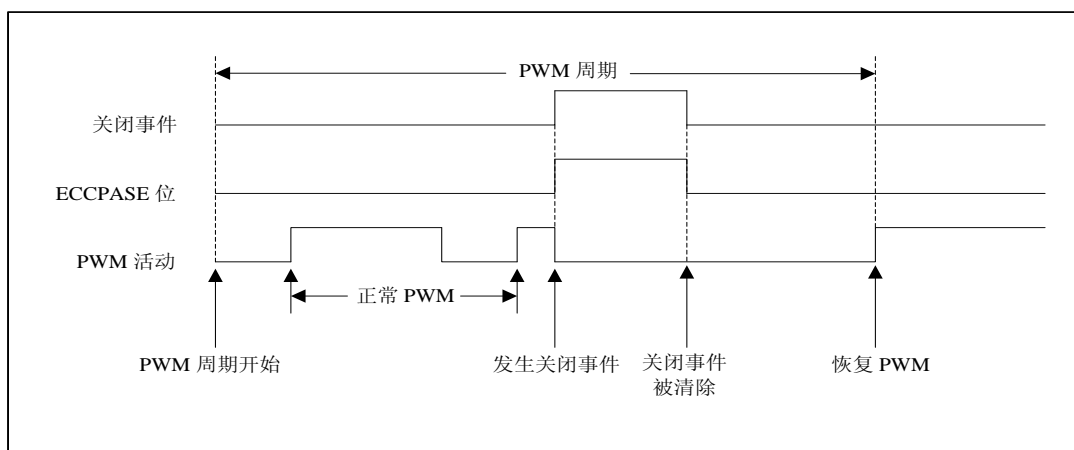 PWM 周期
关闭事件
ECCPASE 位
PWM 活动
正常 PWM
PWM 周期开始
发生关闭事件
关闭事件
被清除
恢复 PWM